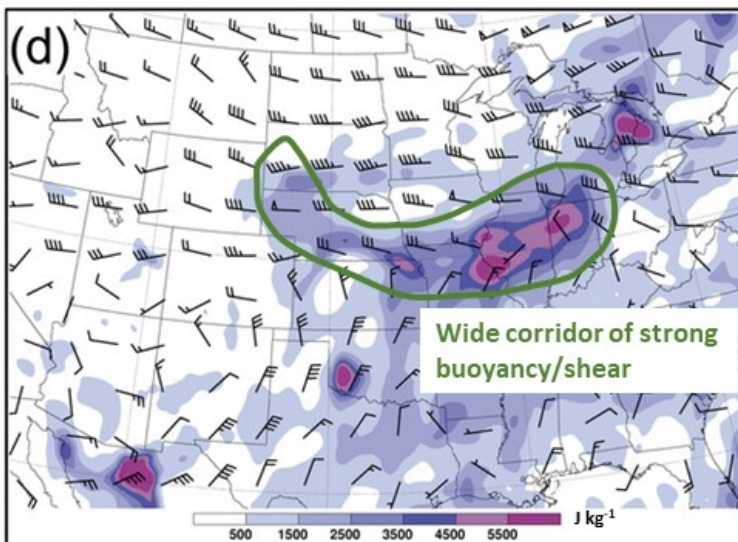 (d)
Wide corridor of strong
buoyancy/shear
J kg⁻¹
500 1500 2500 3500 4500 5500